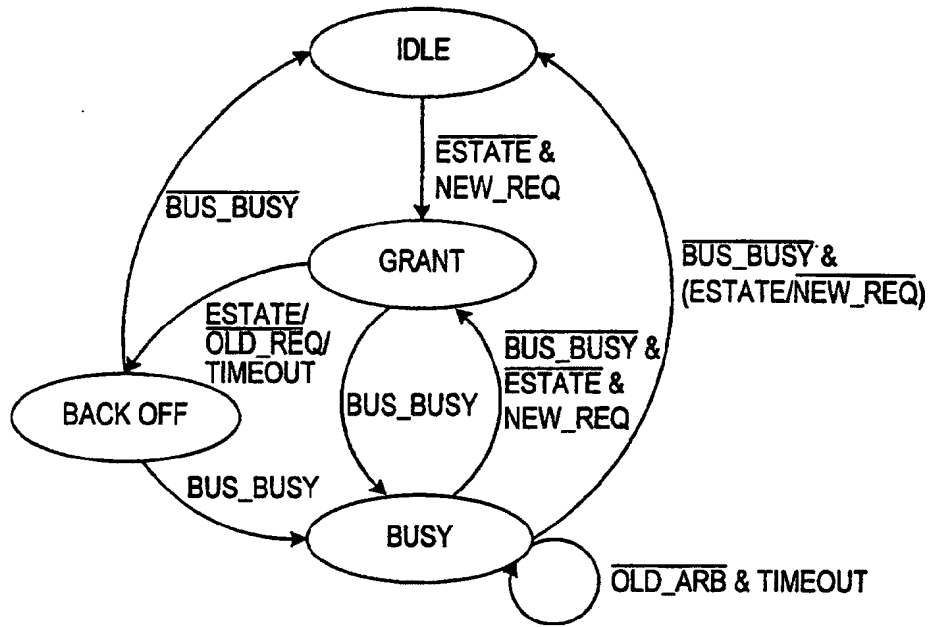 IDLE
ESTATE &
NEW_REQ
BUS_BUSY
GRANT
BUS_BUSY &
(ESTATE/NEW_REQ)
ESTATE/
OLD_REQ/
TIMEOUT
BUS_BUSY &
ESTATE &
NEW_REQ
BACK OFF
BUS_BUSY
BUS_BUSY
BUSY
OLD_ARB & TIMEOUT